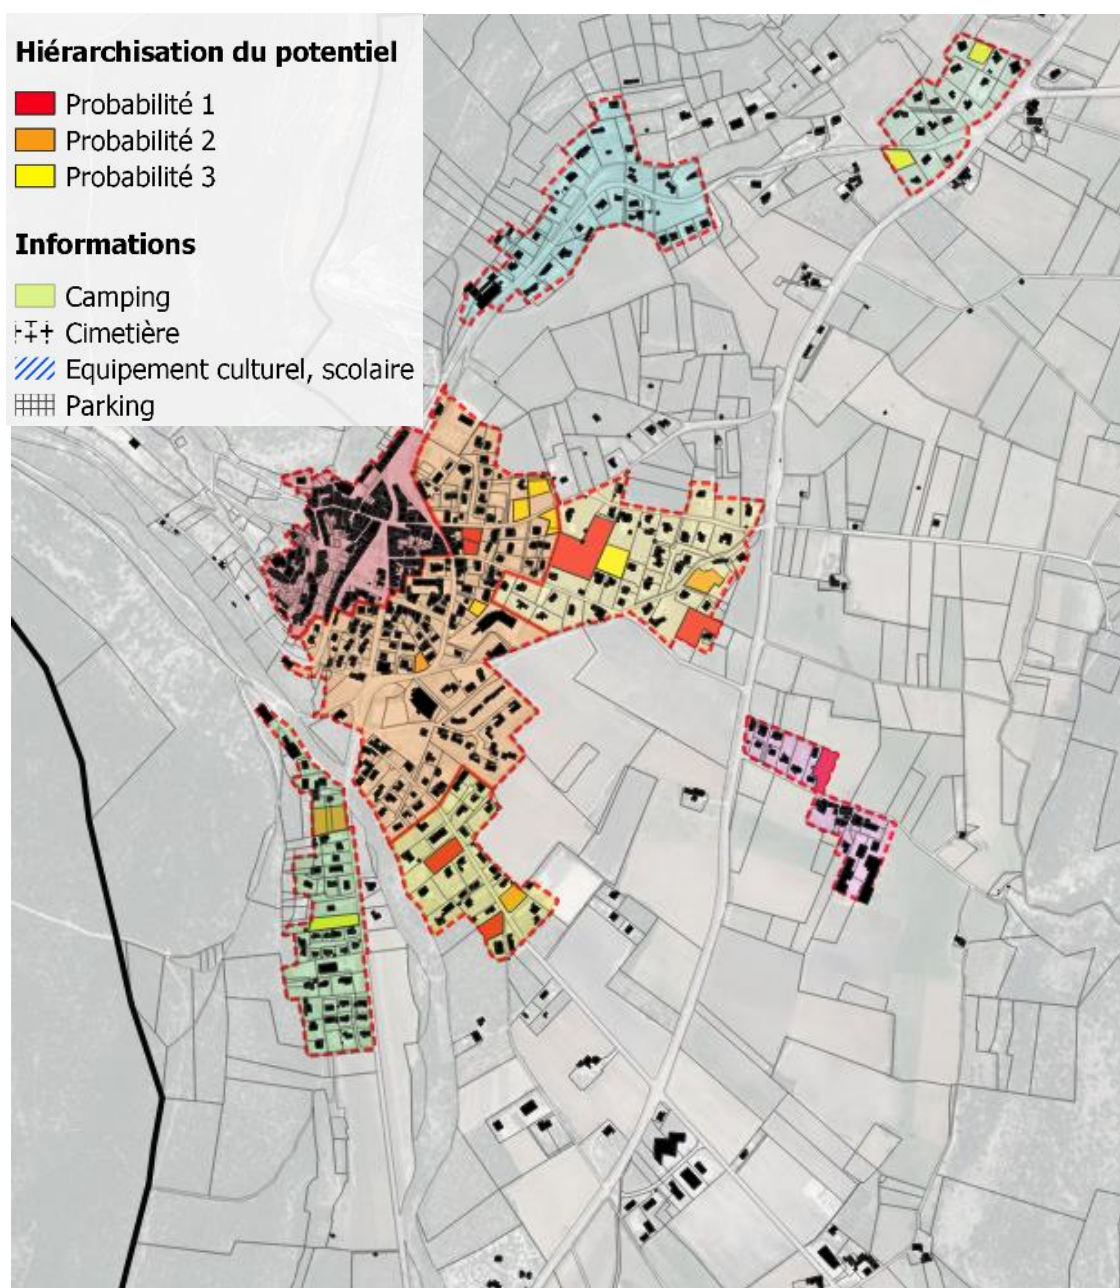 Hiérarchisation du potentiel
Probabilité 1
Probabilité 2
Probabilité 3
Informations
Camping
Cimetière
Equipement culturel, scolaire
Parking